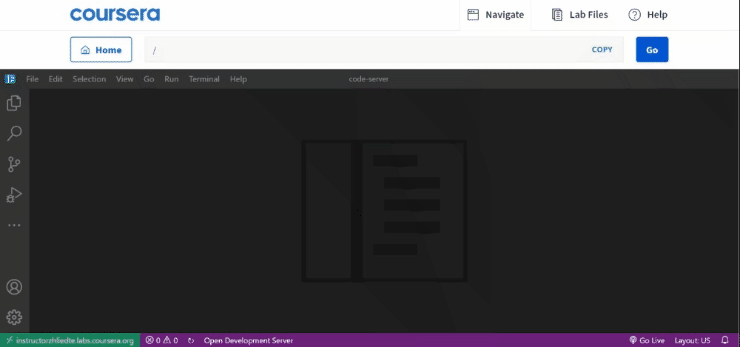 coursera
Navigate
Lab Files
Help
Home
/
COPY
Go
File Edit Selection View Go Run Terminal Help
code-server
instructorzhliedte.labs.coursera.org
0 0
Open Development Server
Go Live
Layout: US